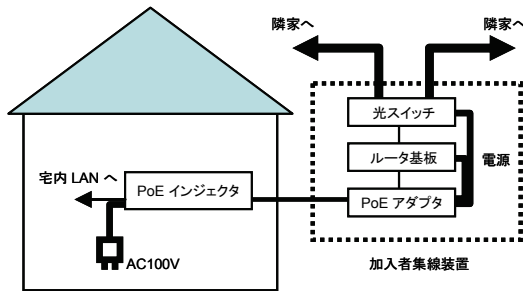 隣家へ
隣家へ
光スイッチ
ルータ基板
電源
宅内 LAN へ
PoE インジェクタ
PoE アダプタ
AC100V
加入者集線装置